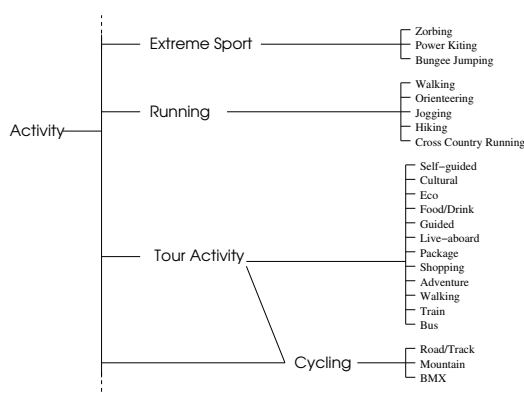 Activity
Extreme Sport
Zorbing
Power Kiting
Bungee Jumping
Running
Walking
Orienteering
Jogging
Hiking
Cross Country Running
Tour Activity
Self-guided
Cultural
Eco
Food/Drink
Guided
Live-aboard
Package
Shopping
Adventure
Walking
Train
Bus
Cycling
Road/Track
Mountain
BMX